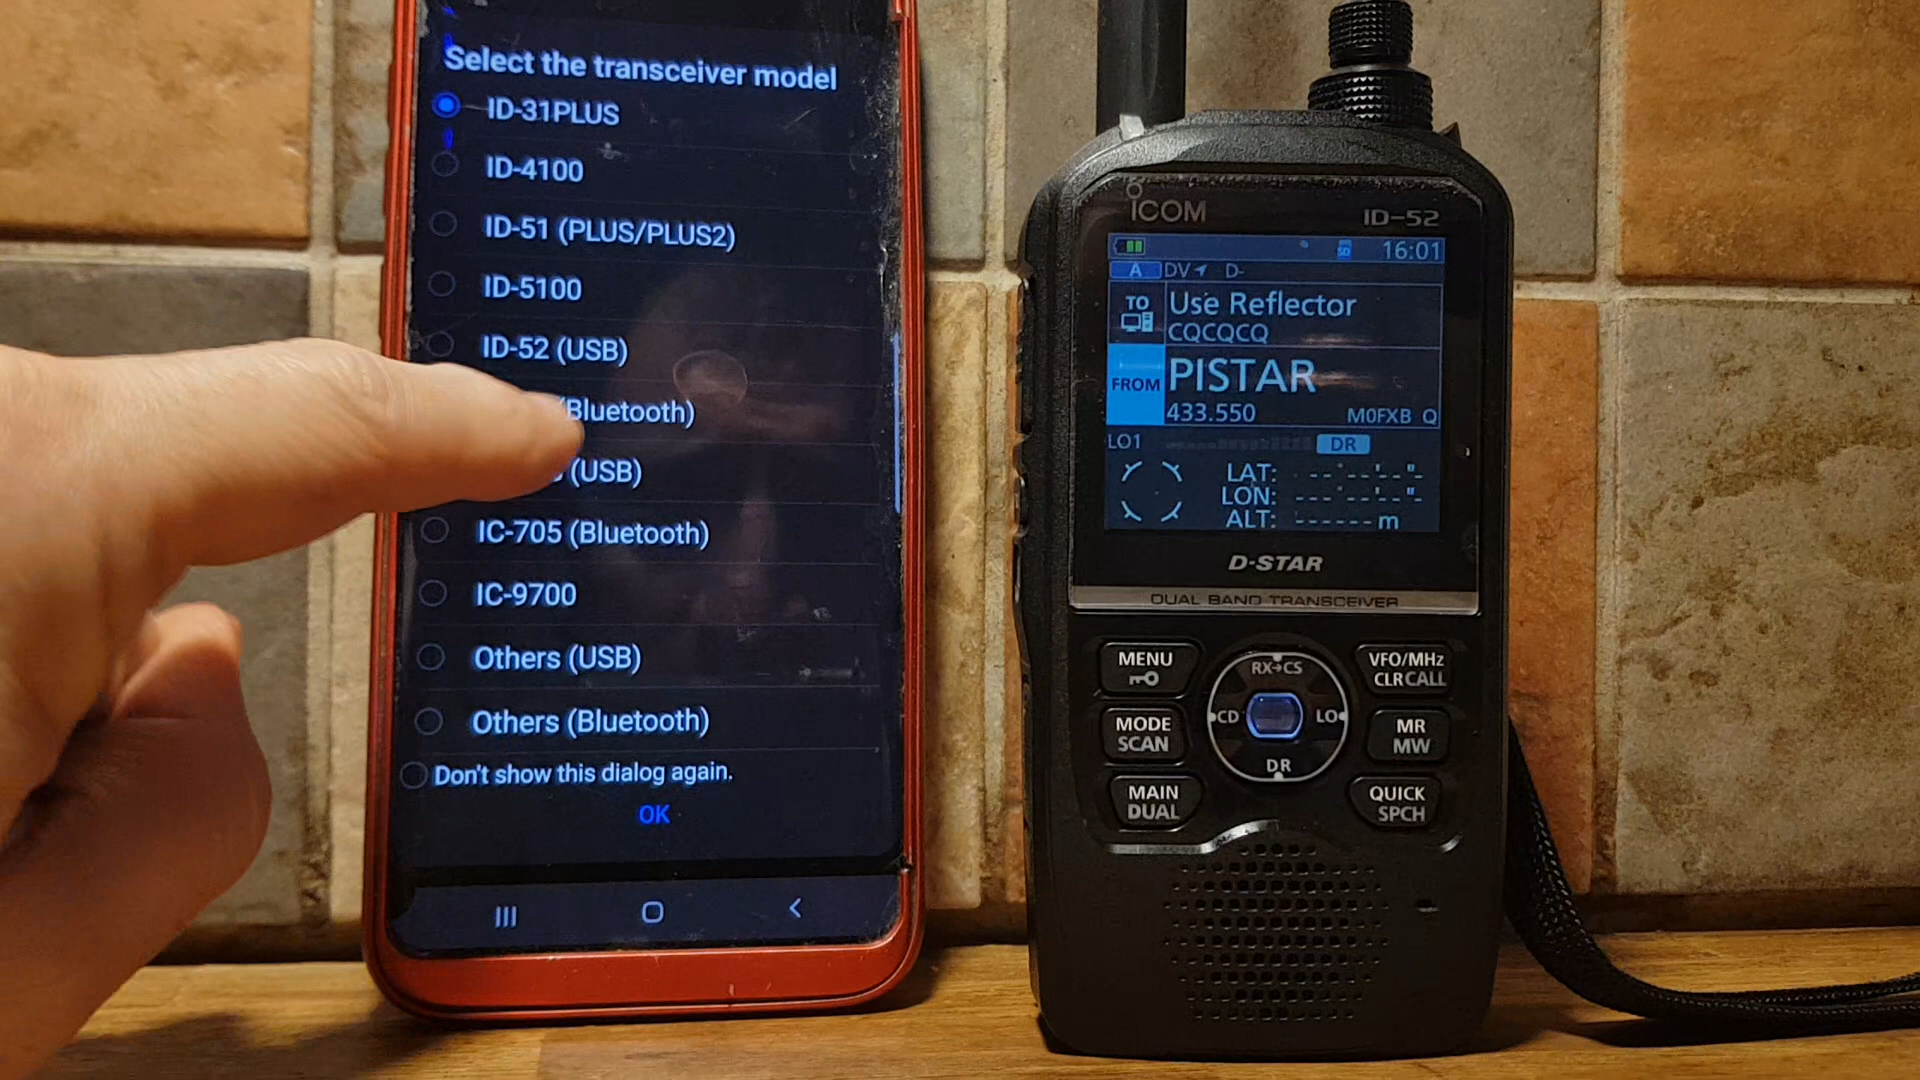 Select the transceiver model
ID-31PLUS
ID-4100
ID-51 (PLUS/PLUS2)
ID-5100
ID-52 (USB)
(Bluetooth)
(USB)
IC-705 (Bluetooth)
IC-9700
Others (USB)
Others (Bluetooth)
Don't show this dialog again.
OK
ICOM ID-52
SD 16:01
A DV D-
TO Use Reflector
CQCQCQ
FROM PISTAR
433.550 M0FXB Q
LO1 DR
LAT: --°--'--"
LON: ---°--'--"
ALT: ------m
D-STAR
DUAL BAND TRANSCEIVER
MENU
RX→CS
VFO/MHz
CLR CALL
MODE
SCAN
CD
LO
MR
MW
DR
MAIN
DUAL
QUICK
SPCH